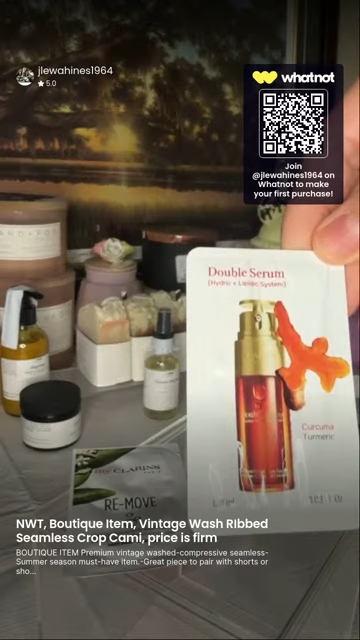 jlewahines1964
★ 5.0
whatnot
Join
@jlewahines1964 on
Whatnot to make
your first purchase!
Double Serum
[Hydric + Lipidic System]
Curcuma
Turmeric
CLARINS
RE-MOVE
NWT, Boutique Item, Vintage Wash RIbbed
Seamless Crop Cami, price is firm
BOUTIQUE ITEM Premium vintage washed-compressive seamless-
Summer season must-have item.-Great piece to pair with shorts or
sho...